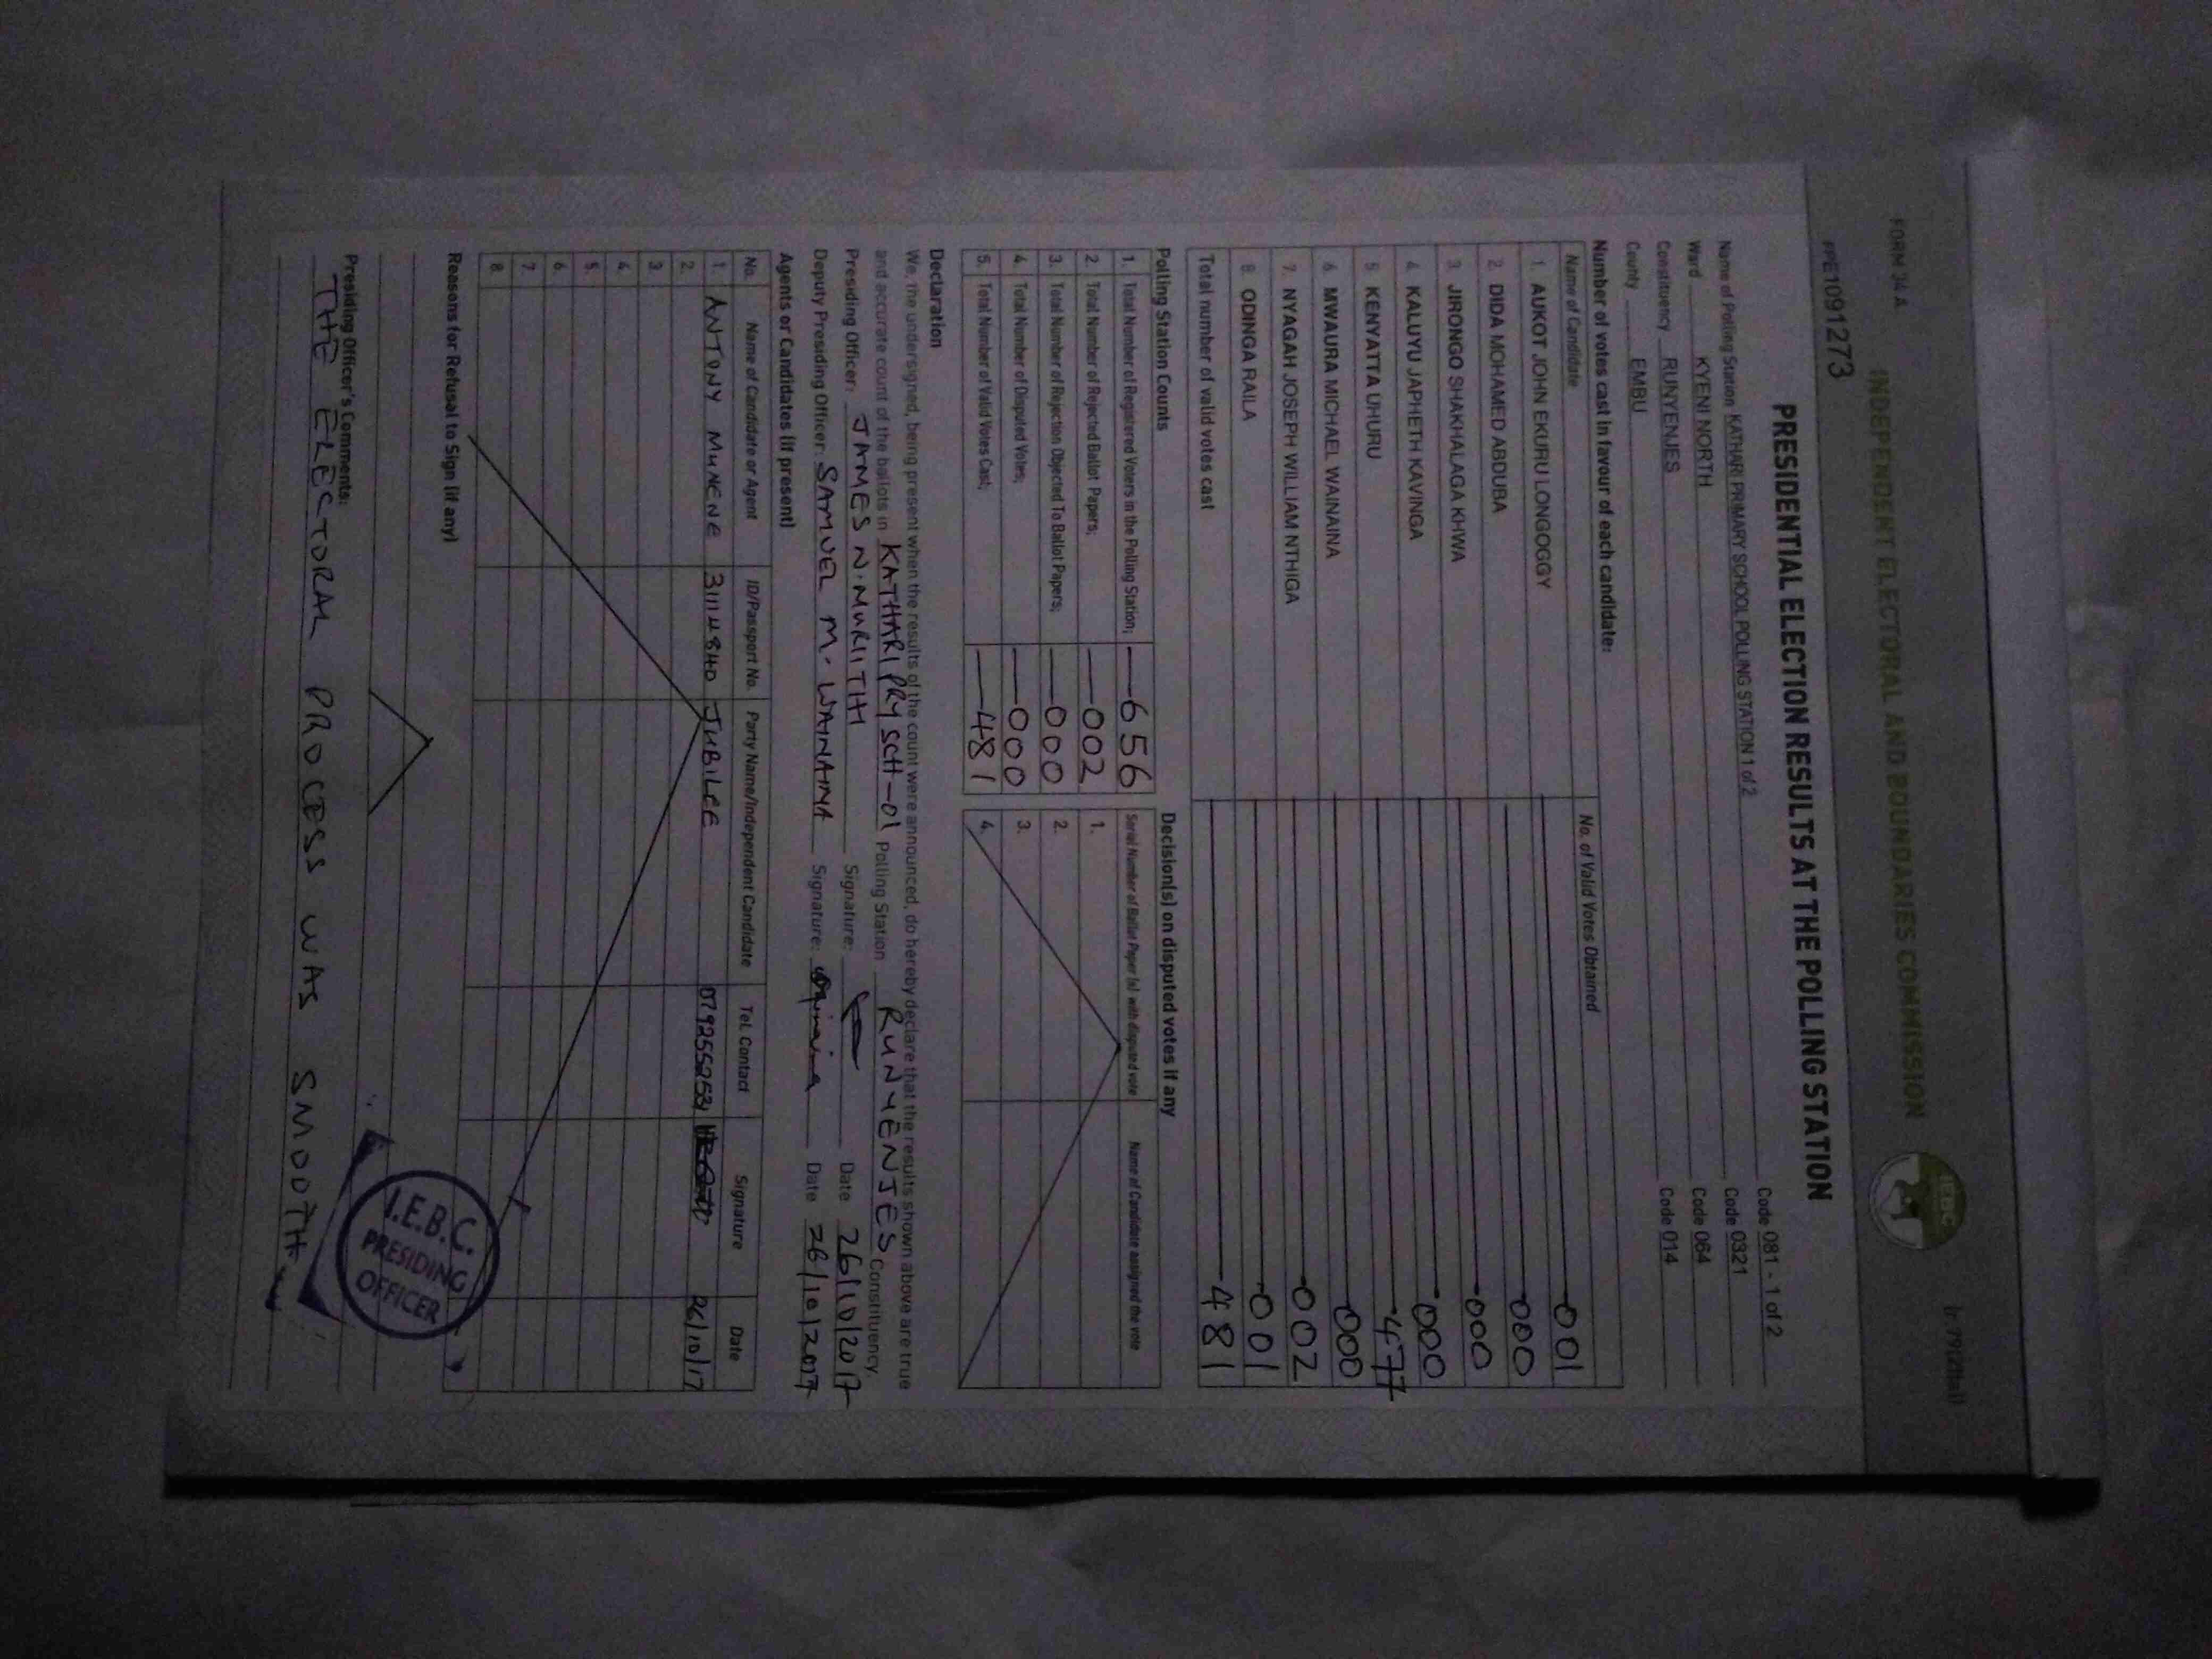 FORM 34 A
(r. 79(2)(a))
INDEPENDENT ELECTORAL AND BOUNDARIES COMMISSION
IEBC
PPE1091273
PRESIDENTIAL ELECTION RESULTS AT THE POLLING STATION
Name of Polling Station KATHARI PRIMARY SCHOOL POLLING STATION 1 of 2 Code 081 - 1 of 2
Ward KYENI NORTH Code 0321
Constituency RUNYENJES Code 064
County EMBU Code 014
Number of votes cast in favour of each candidate:
Name of Candidate No. of Valid Votes Obtained
1. AUKOT JOHN EKURU LONGOGGY 001
2. DIDA MOHAMED ABDUBA 000
3. JIRONGO SHAKHALAGA KHWA 000
4. KALUYU JAPHETH KAVINGA 000
5 KENYATTA UHURU 477
6 MWAURA MICHAEL WAINAINA 000
7. NYAGAH JOSEPH WILLIAM NTHIGA 002
8. ODINGA RAILA 001
Total number of valid votes cast 481
Polling Station Counts
1. Total Number of Registered Voters in the Polling Station; 656
2. Total Number of Rejected Ballot Papers; 002
3. Total Number of Rejection Objected To Ballot Papers; 000
4. Total Number of Disputed Votes; 000
5. Total Number of Valid Votes Cast; 481
Decision(s) on disputed votes if any
Serial Number of Ballot Paper (s) with disputed vote Name of Candidate assigned the vote
1.
2.
3.
4.
Declaration
We, the undersigned, being present when the results of the count were announced, do hereby declare that the results shown above are true
and accurate count of the ballots in KATHARI PRY SCH-01 Polling Station RUNYENJES Constituency.
Presiding Officer: JAMES N. MURIITHI Signature: Date 26/10/2017
Deputy Presiding Officer: SAMUEL M. WAINAINA Signature: Date 26/10/2017
Agents or Candidates (if present)
No. Name of Candidate or Agent ID/Passport No. Party Name/Independent Candidate Tel. Contact Signature Date
1. ANTONY MUNENE 31114840 JUBILEE 0792552531 26/10/17
2.
3.
4.
5.
6.
7.
8.
Reasons for Refusal to Sign (if any)
Presiding Officer's Comments:
THE ELECTORAL PROCESS WAS SMOOTH
I.E.B.C.
PRESIDING
OFFICER